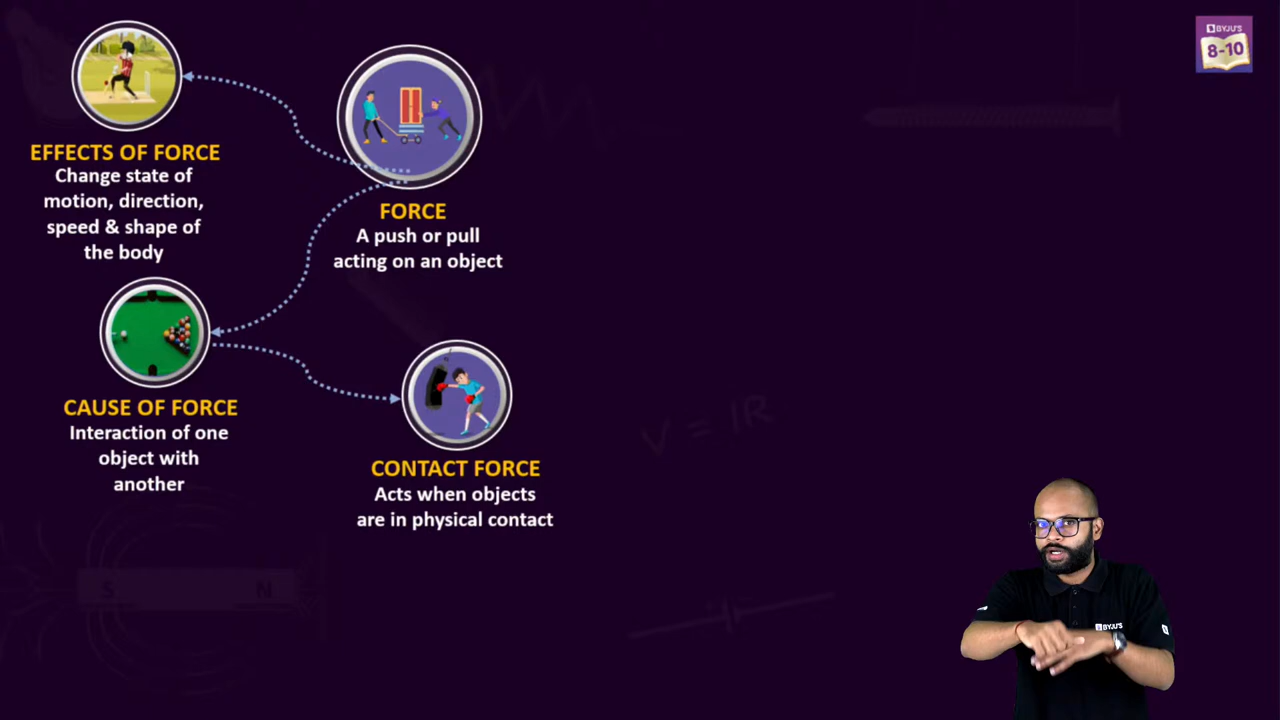 BYJU'S
8-10
EFFECTS OF FORCE
Change state of
motion, direction,
speed & shape of
the body
FORCE
A push or pull
acting on an object
CAUSE OF FORCE
Interaction of one
object with
another
CONTACT FORCE
Acts when objects
are in physical contact
V = IR
S N
BYJU'S